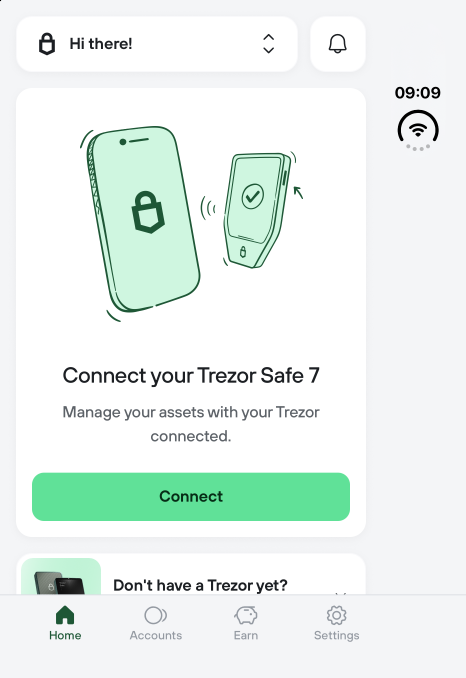 Hi there!
09:09
Connect your Trezor Safe 7
Manage your assets with your Trezor
connected.
Connect
Don't have a Trezor yet?
Home
Accounts
Earn
Settings